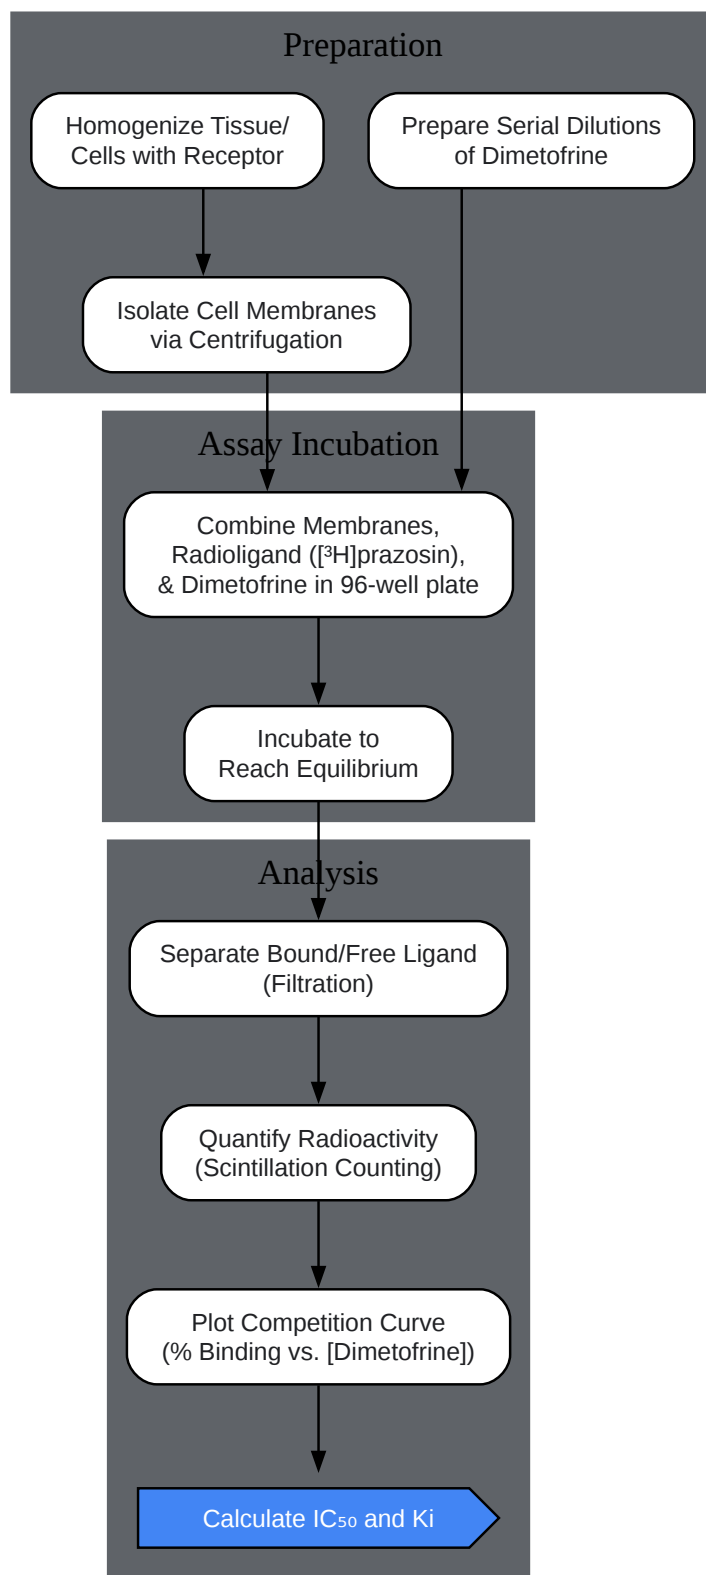 Preparation
Homogenize Tissue/
Cells with Receptor
Prepare Serial Dilutions
of Dimetofrine
Isolate Cell Membranes
via Centrifugation
Assay Incubation
Combine Membranes,
Radioligand ([³H]prazosin),
& Dimetofrine in 96-well plate
Incubate to
Reach Equilibrium
Analysis
Separate Bound/Free Ligand
(Filtration)
Quantify Radioactivity
(Scintillation Counting)
Plot Competition Curve
(% Binding vs. [Dimetofrine])
Calculate IC₅₀ and Ki